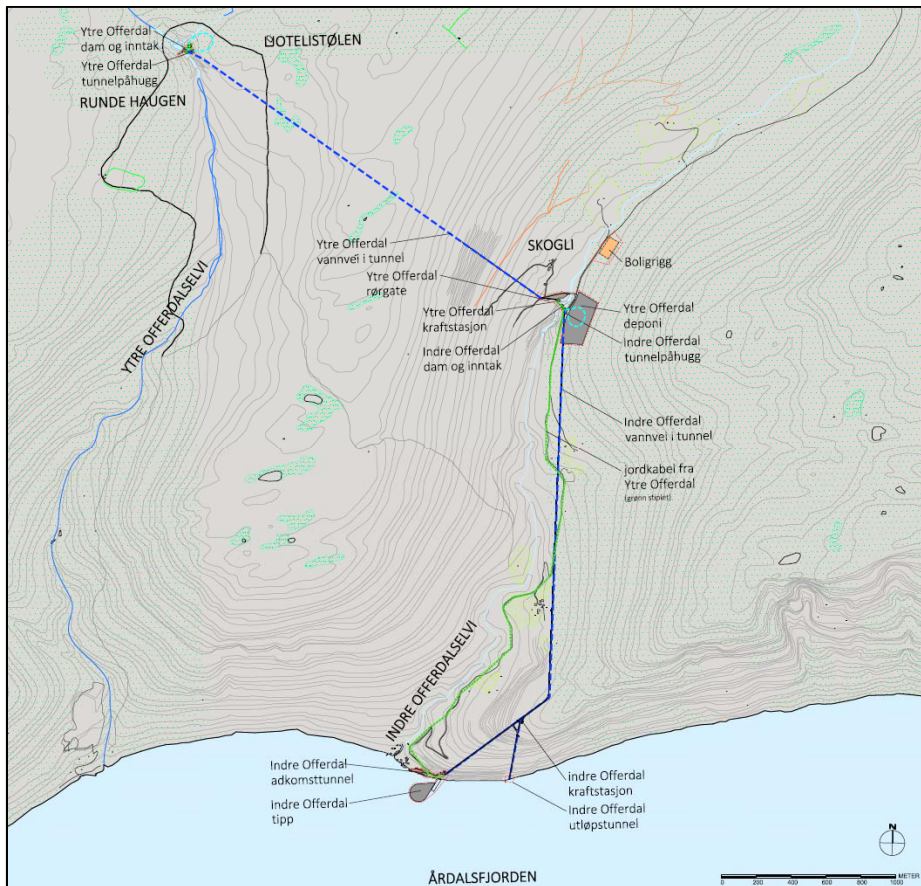 Ytre Offerdal
dam og inntak
HOTELISTØLEN
Ytre Offerdal
tunnelpåhugg
RUNDE HAUGEN
Ytre Offerdal
vannvei i tunnel
SKOGLI
Boligrigg
Ytre Offerdal
rørgate
Ytre Offerdal
kraftstasjon
Ytre Offerdal
deponi
Indre Offerdal
dam og inntak
Indre Offerdal
tunnelpåhugg
YTRE OFFERDALSELVI
Indre Offerdal
vannvei i tunnel
jordkabel fra
Ytre Offerdal
(grønn stiplet)
INDRE OFFERDALSELVI
Indre Offerdal
adkomsttunnel
Indre Offerdal
tipp
indre Offerdal
kraftstasjon
Indre Offerdal
utløpstunnel
N
ÅRDALSFJORDEN
0 200 400 600 800 1000 METER